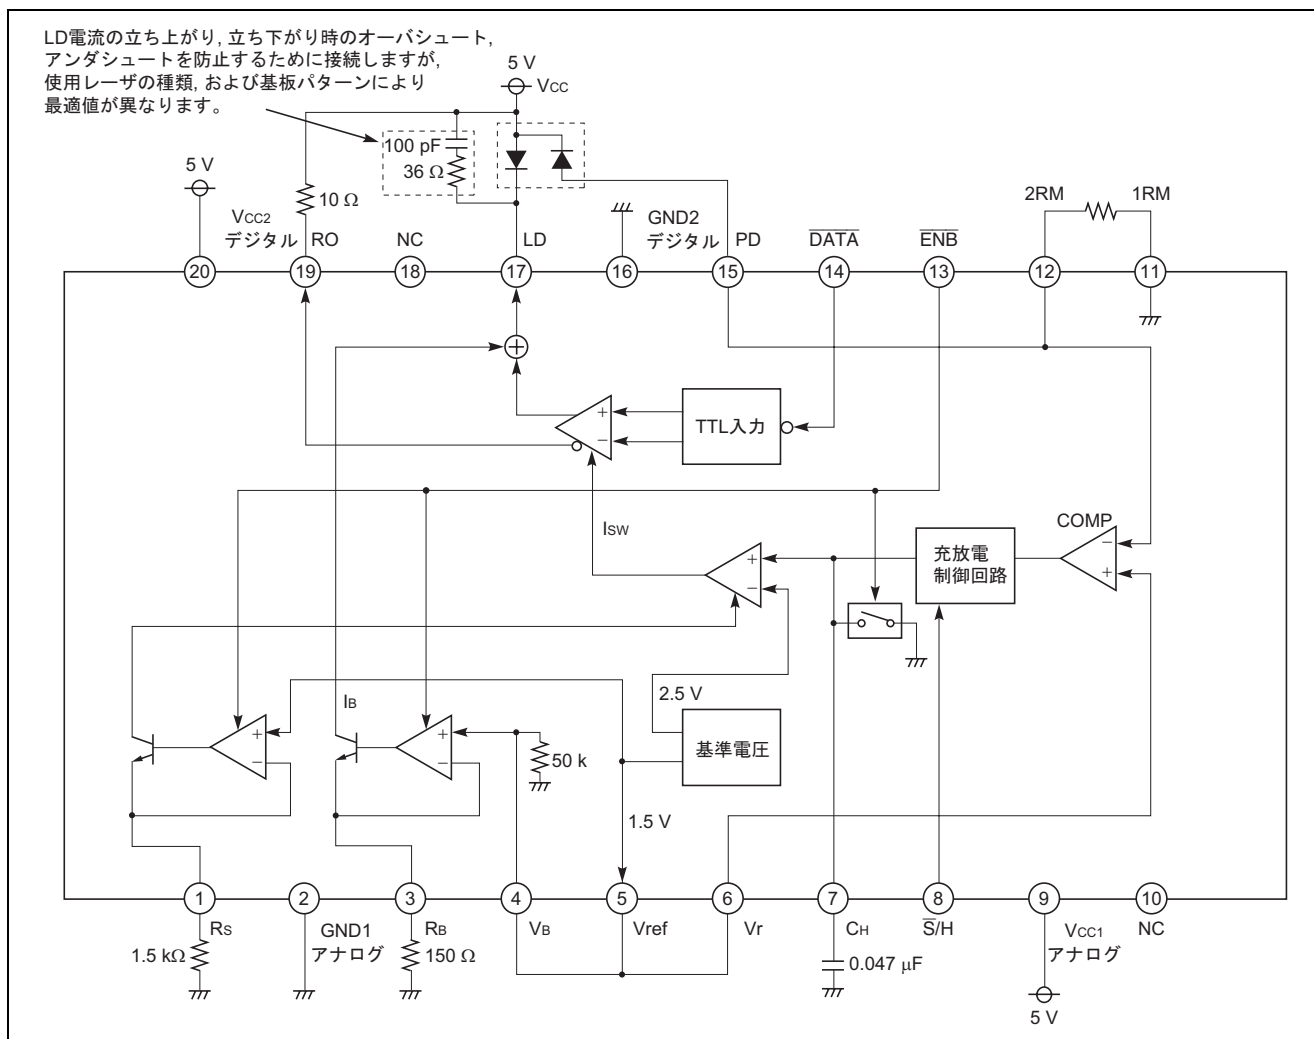 LD電流の立ち上がり, 立ち下がり時のオーバシュート,
アンダシュートを防止するために接続しますが,
使用レーザの種類, および基板パターンにより
最適値が異なります。
5 V
VCC
100 pF
36 Ω
5 V
10 Ω
2RM
1RM
VCC2
デジタル
RO
NC
LD
GND2
デジタル
PD
DATA
ENB
20
19
18
17
16
15
14
13
12
11
+
+
−
TTL入力
ISW
COMP
−
+
充放電
制御回路
+
−
2.5 V
IB
+
−
+
−
50 k
基準電圧
1.5 V
1
2
3
4
5
6
7
8
9
10
RS
GND1
アナログ
RB
VB
Vref
Vr
CH
S/H
VCC1
アナログ
NC
1.5 kΩ
150 Ω
0.047 μF
5 V